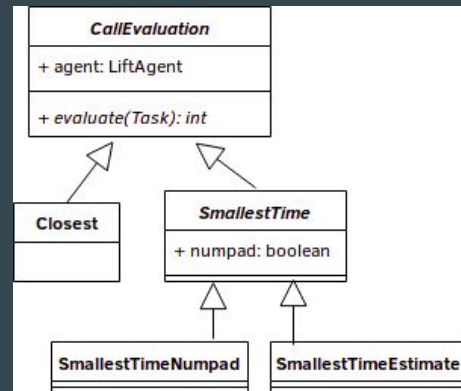 CallEvaluation
+ agent: LiftAgent
+ evaluate(Task): int
Closest
SmallestTime
+ numpad: boolean
SmallestTimeNumpad
SmallestTimeEstimate